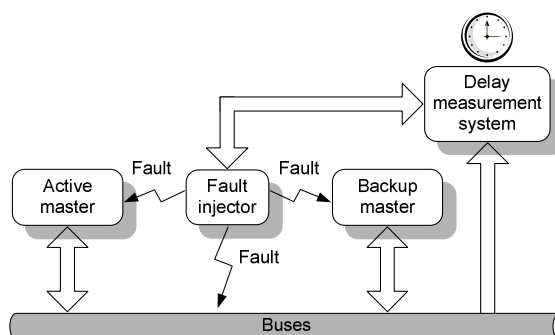 Delay
measurement
system
Fault
Fault
Active
master
Fault
injector
Backup
master
Fault
Buses